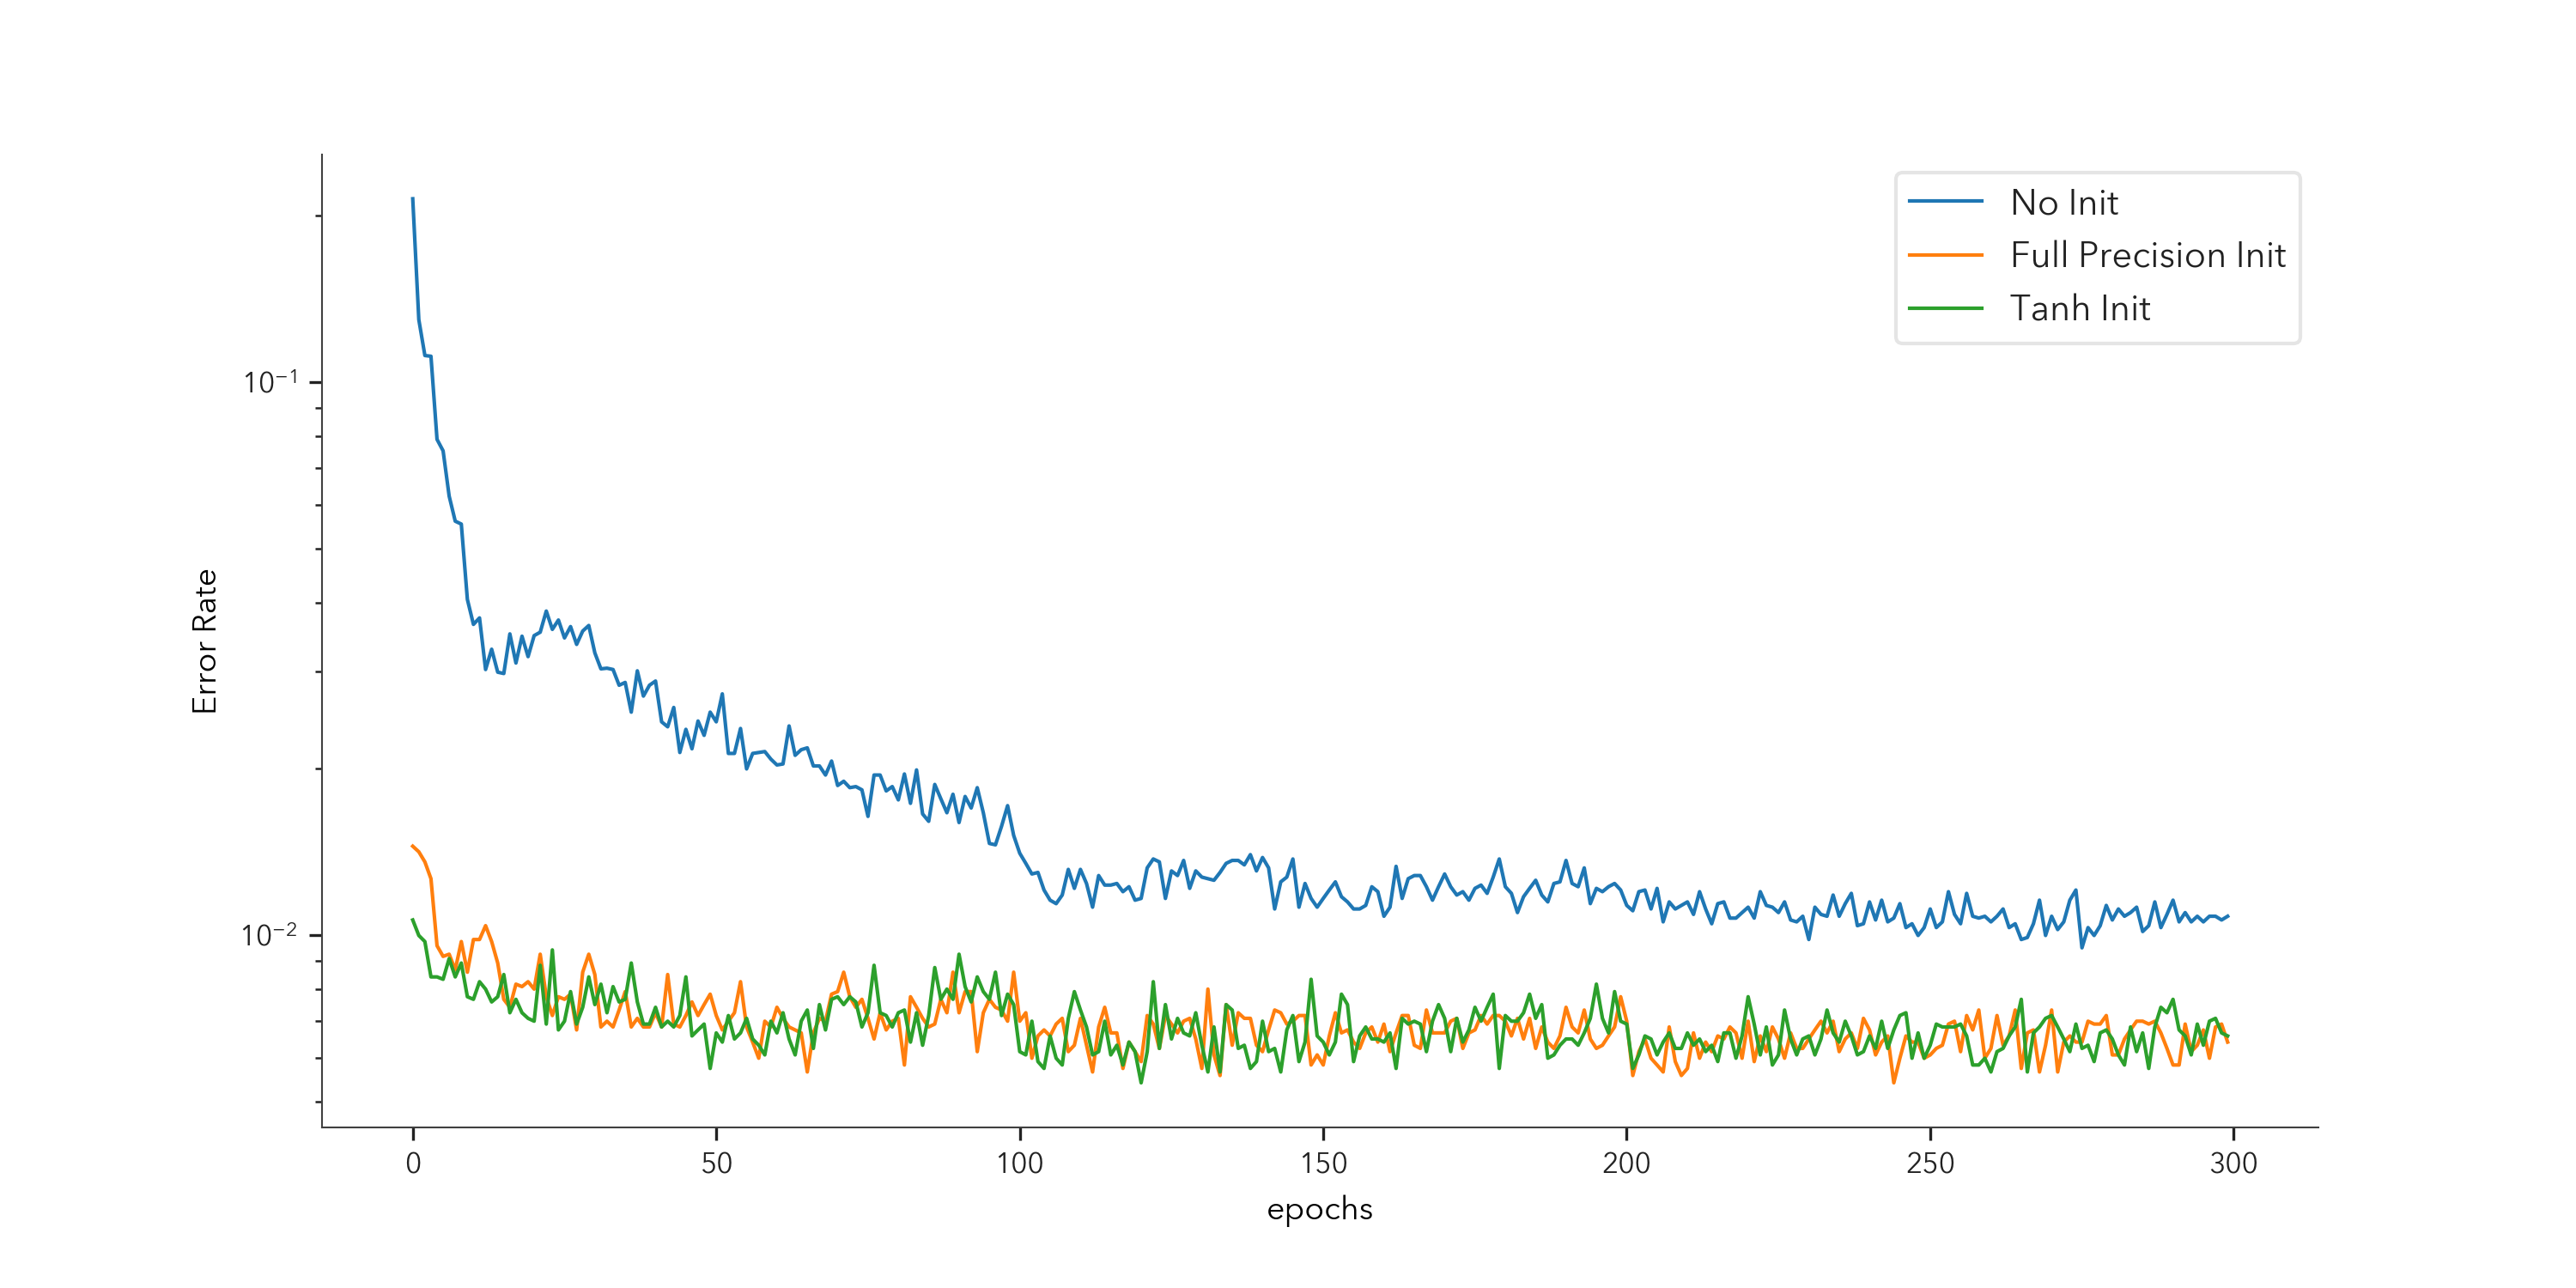 No Init
Full Precision Init
Tanh Init
10⁻¹
Error Rate
10⁻²
0 50 100 150 200 250 300
epochs